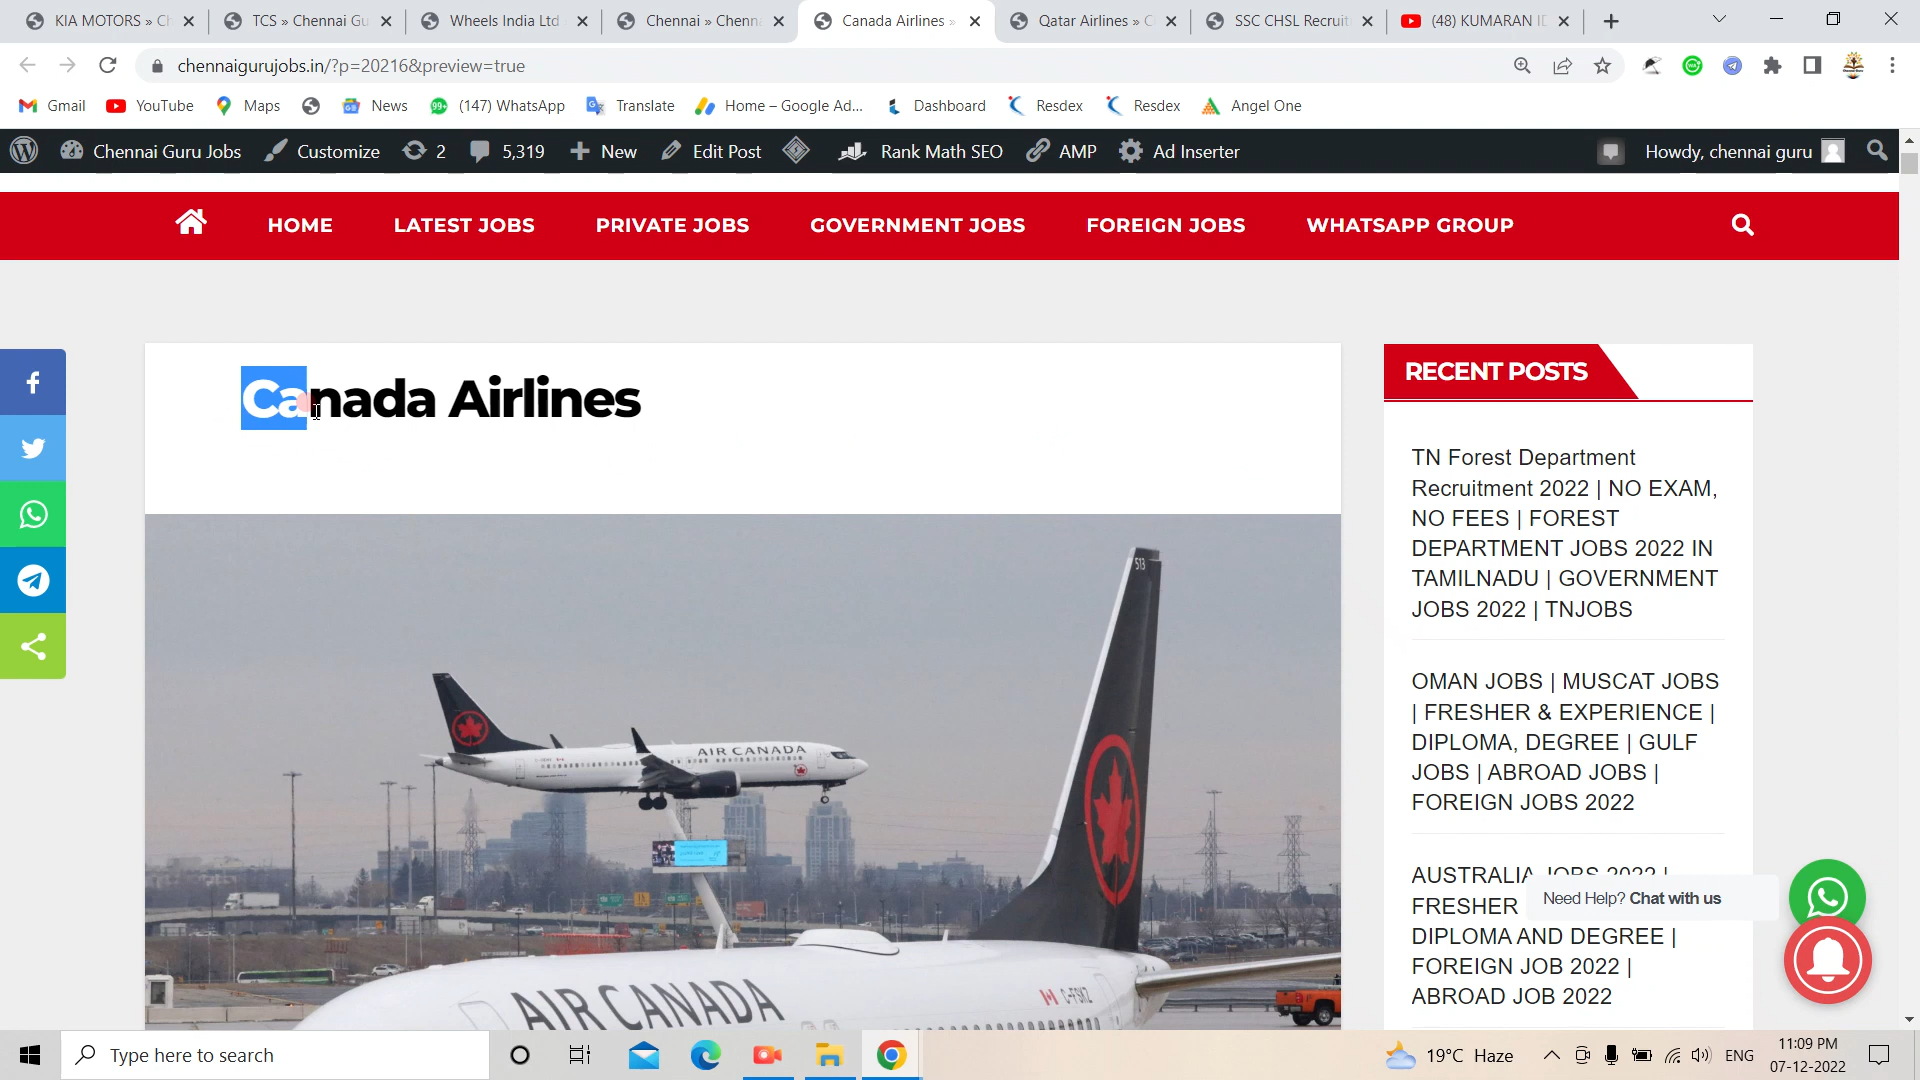 KIA MOTORS » Ch
TCS » Chennai Gu
Wheels India Ltd
Chennai » Chenn
Canada Airlines »
Qatar Airlines » C
SSC CHSL Recruit
(48) KUMARAN IE
chennaigurujobs.in/?p=20216&preview=true
Gmail
YouTube
Maps
News
99+
(147) WhatsApp
Translate
Home – Google Ad...
Dashboard
Resdex
Resdex
Angel One
Chennai Guru Jobs
Customize
2
5,319
New
Edit Post
Rank Math SEO
AMP
Ad Inserter
Howdy, chennai guru
HOME
LATEST JOBS
PRIVATE JOBS
GOVERNMENT JOBS
FOREIGN JOBS
WHATSAPP GROUP
Canada Airlines
513
AIR CANADA
AIR CANADA
C-FSKZ
RECENT POSTS
TN Forest Department
Recruitment 2022 | NO EXAM,
NO FEES | FOREST
DEPARTMENT JOBS 2022 IN
TAMILNADU | GOVERNMENT
JOBS 2022 | TNJOBS
OMAN JOBS | MUSCAT JOBS
| FRESHER & EXPERIENCE |
DIPLOMA, DEGREE | GULF
JOBS | ABROAD JOBS |
FOREIGN JOBS 2022
AUSTRALIA JOBS 2022 |
FRESHER
DIPLOMA AND DEGREE |
FOREIGN JOB 2022 |
ABROAD JOB 2022
Need Help? Chat with us
Type here to search
19°C Haze
ENG
11:09 PM
07-12-2022